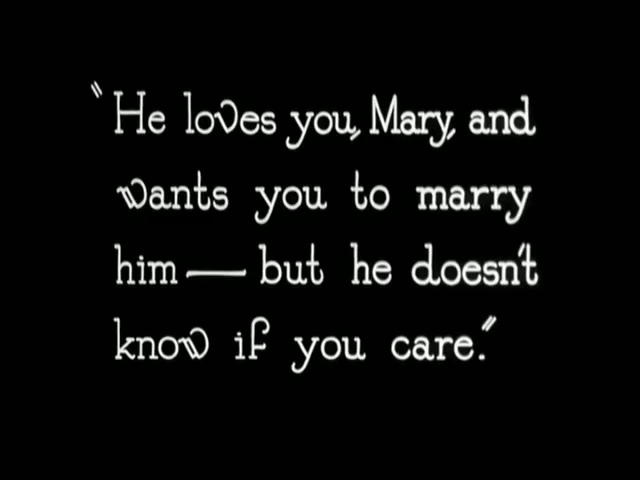 "He loves you, Mary, and
wants you to marry
him — but he doesn't
know if you care."